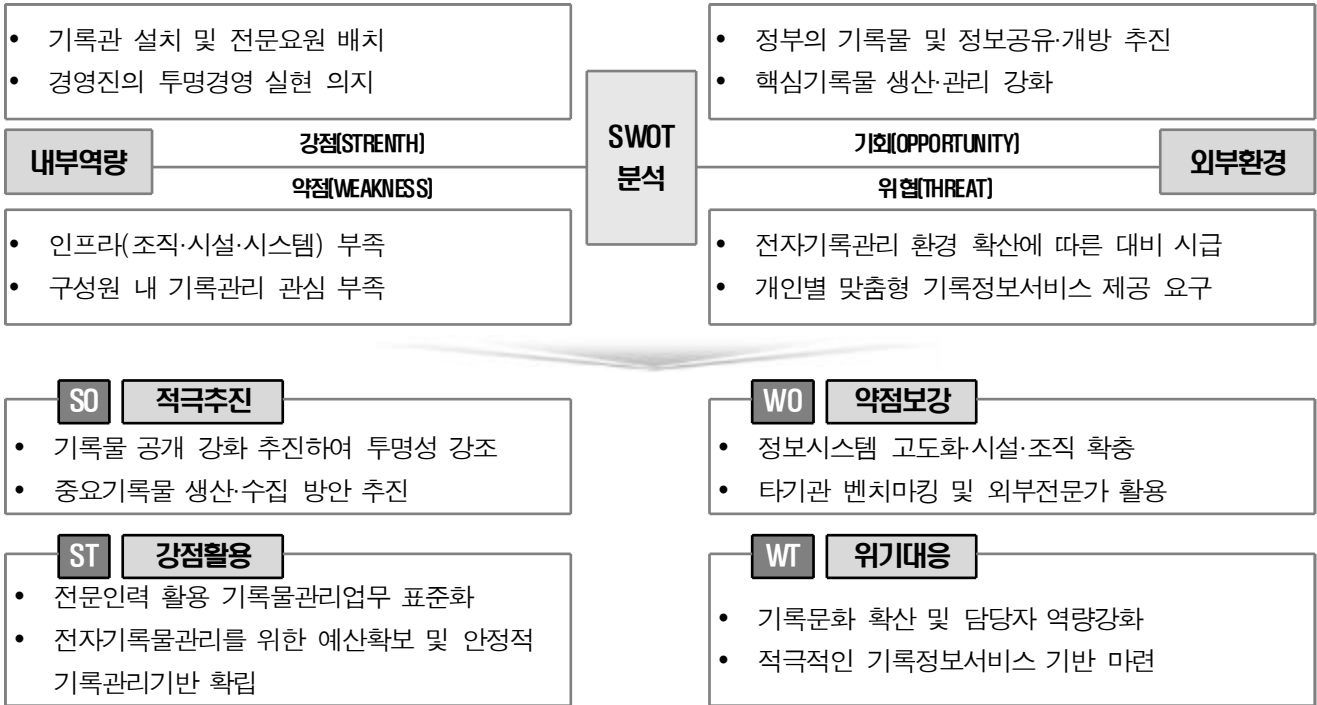 • 기록관 설치 및 전문요원 배치
• 경영진의 투명경영 실현 의지
• 정부의 기록물 및 정보공유·개방 추진
• 핵심기록물 생산·관리 강화
내부역량
강점(STRENTH)
약점(WEAKNESS)
SWOT
분석
기회(OPPORTUNITY)
위협(THREAT)
외부환경
• 인프라(조직·시설·시스템) 부족
• 구성원 내 기록관리 관심 부족
• 전자기록관리 환경 확산에 따른 대비 시급
• 개인별 맞춤형 기록정보서비스 제공 요구
SO 적극추진
• 기록물 공개 강화 추진하여 투명성 강조
• 중요기록물 생산·수집 방안 추진
WO 약점보강
• 정보시스템 고도화·시설·조직 확충
• 타기관 벤치마킹 및 외부전문가 활용
ST 강점활용
• 전문인력 활용 기록물관리업무 표준화
• 전자기록물관리를 위한 예산확보 및 안정적
기록관리기반 확립
WT 위기대응
• 기록문화 확산 및 담당자 역량강화
• 적극적인 기록정보서비스 기반 마련